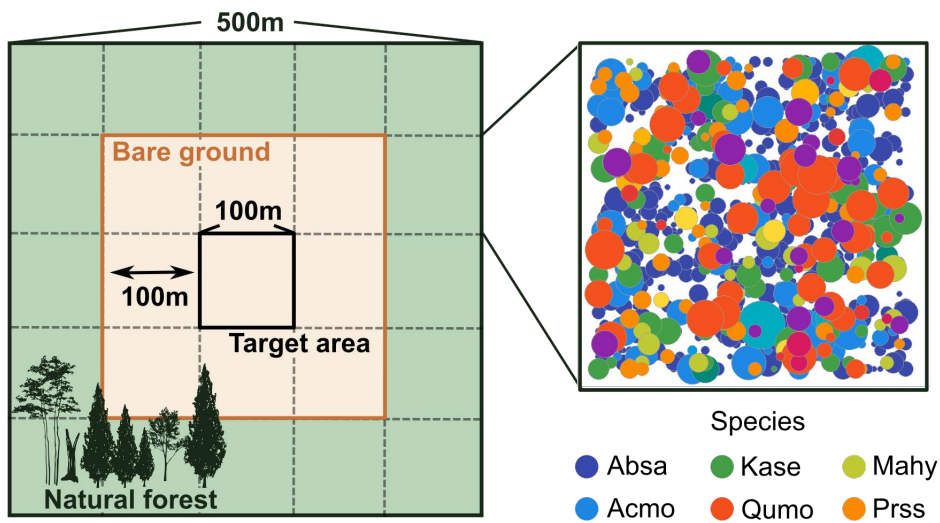 500m
Bare ground
100m
100m
Target area
Natural forest
Species
Absa
Kase
Mahy
Acmo
Qumo
Prss